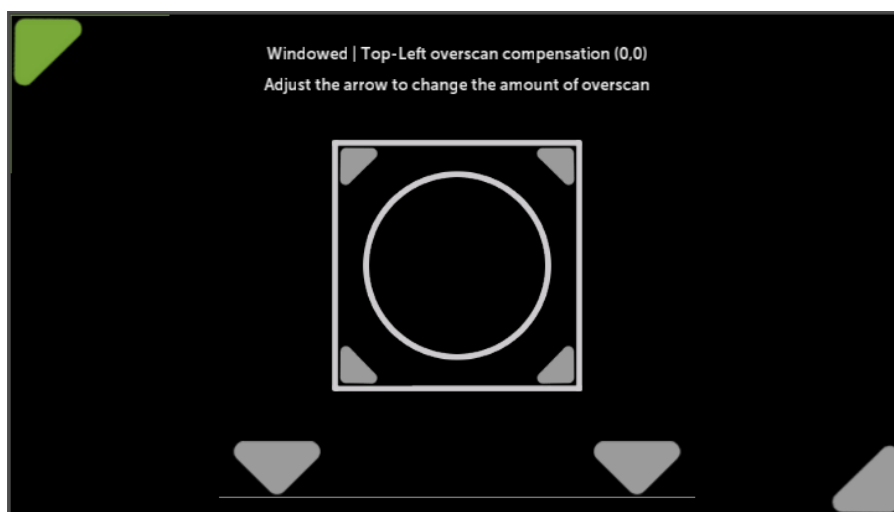 Windowed | Top-Left overscan compensation (0,0)
Adjust the arrow to change the amount of overscan